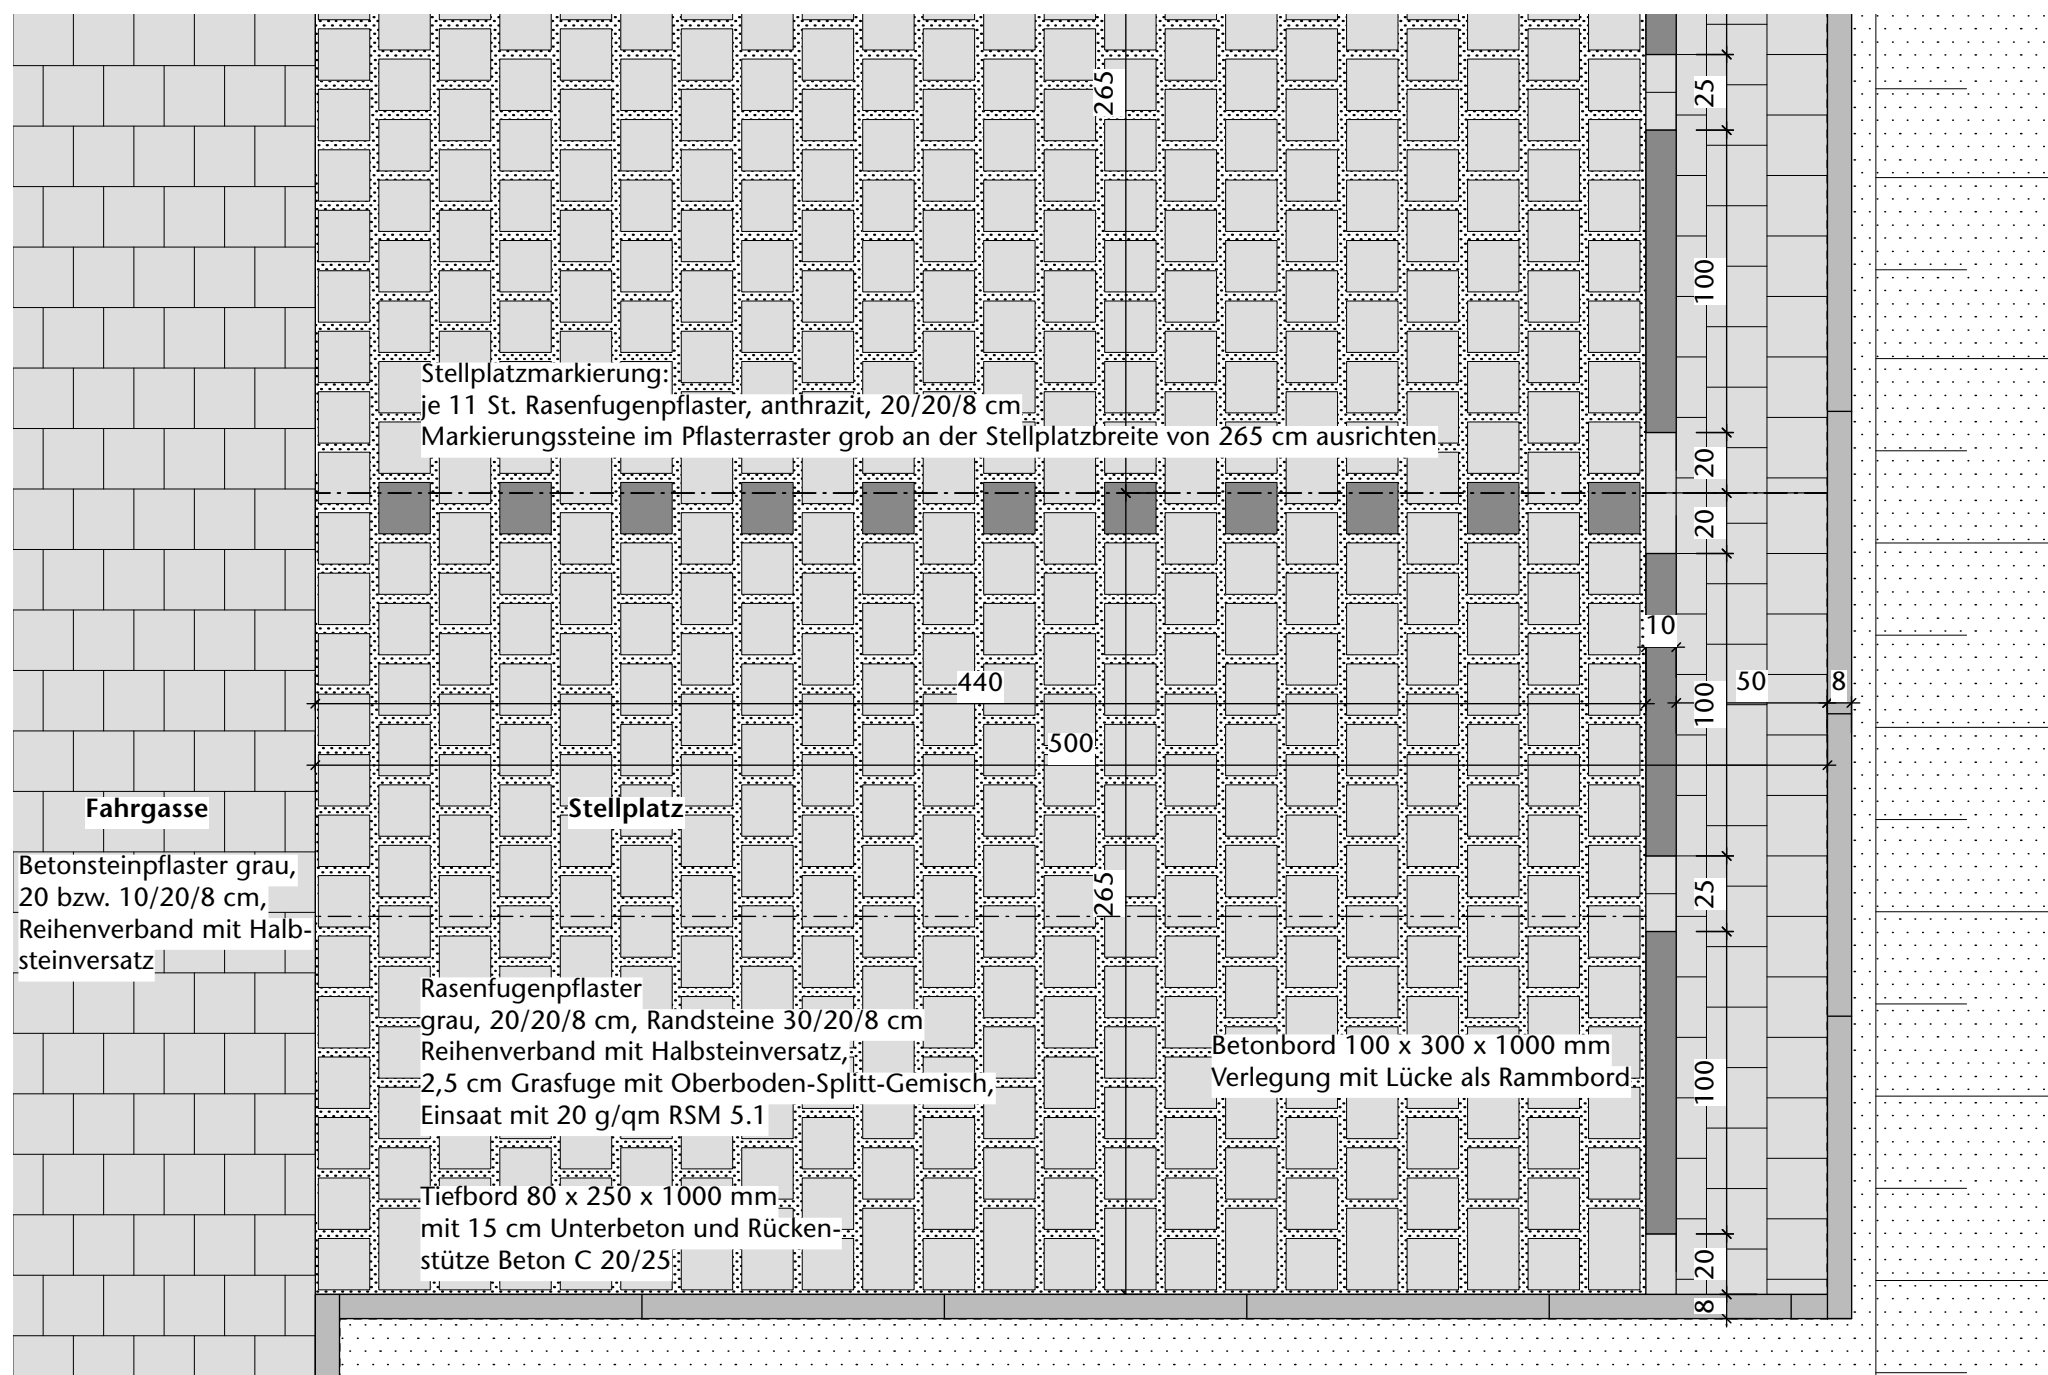 265
25
100
Stellplatzmarkierung:
je 11 St. Rasenfugenpflaster, anthrazit, 20/20/8 cm
Markierungssteine im Pflasterraster grob an der Stellplatzbreite von 265 cm ausrichten
20
20
10
440
100
50
8
500
Fahrgasse
Stellplatz
Betonsteinpflaster grau,
20 bzw. 10/20/8 cm,
Reihenverband mit Halb-
steinversatz
265
25
Rasenfugenpflaster
grau, 20/20/8 cm, Randsteine 30/20/8 cm
Reihenverband mit Halbsteinversatz,
2,5 cm Grasfuge mit Oberboden-Splitt-Gemisch,
Einsaat mit 20 g/qm RSM 5.1
Betonbord 100 x 300 x 1000 mm
Verlegung mit Lücke als Rammbord
100
Tiefbord 80 x 250 x 1000 mm
mit 15 cm Unterbeton und Rücken-
stütze Beton C 20/25
20
8